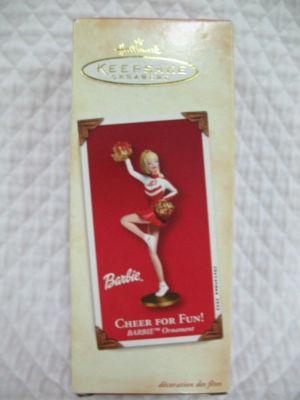 Hallmark
KEEPSAKE
ORNAMENT
Barbie
CHEER FOR FUN!
BARBIE™ Ornament
décoration des fêtes